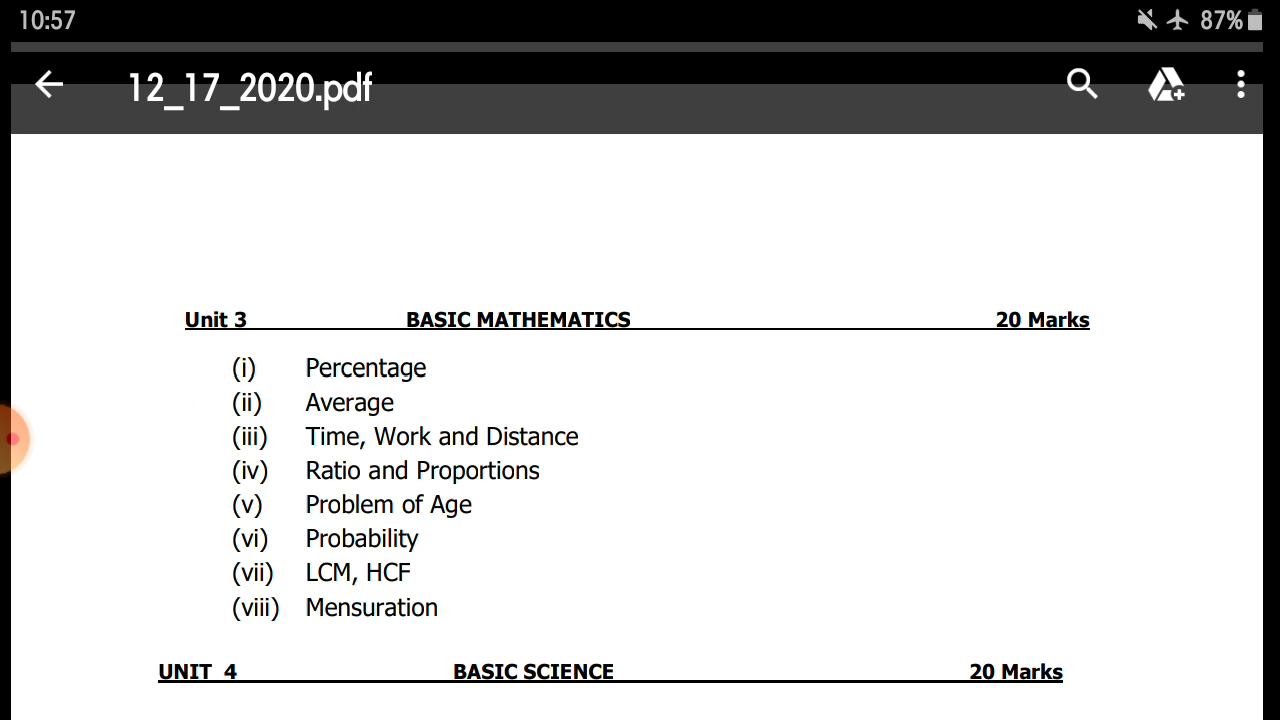 10:57 87%
12_17_2020.pdf
Unit 3 BASIC MATHEMATICS 20 Marks
(i) Percentage
(ii) Average
(iii) Time, Work and Distance
(iv) Ratio and Proportions
(v) Problem of Age
(vi) Probability
(vii) LCM, HCF
(viii) Mensuration
UNIT 4 BASIC SCIENCE 20 Marks